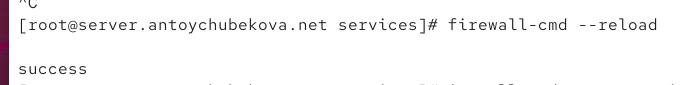 ^C
[root@server.antoychubekova.net services]# firewall-cmd --reload
success